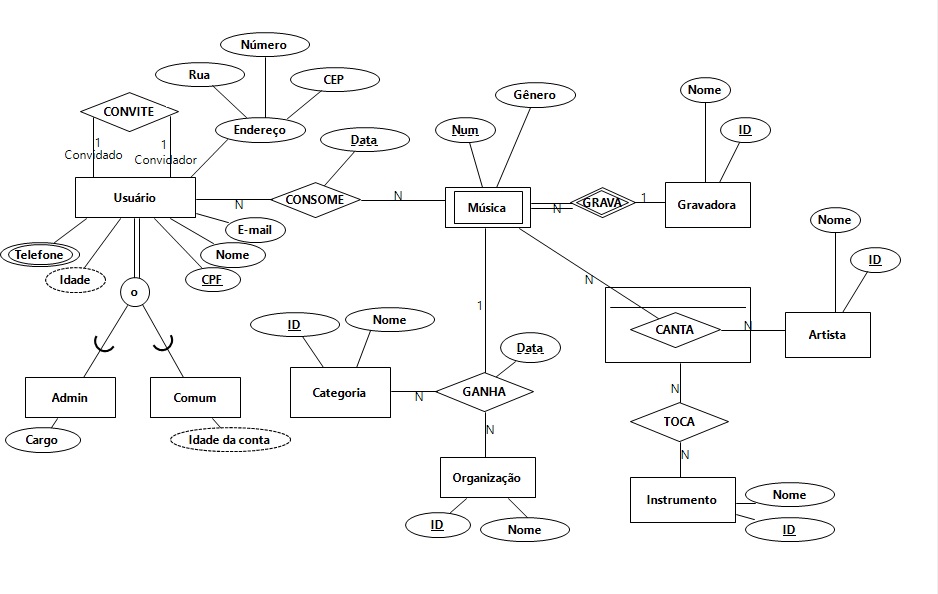 Número
Rua
CEP
Nome
Gênero
CONVITE
Endereço
Num
ID
1
1
Data
Convidado
Convidador
Usuário
CONSOME
N
N
Música
GRAVA
N
1
Gravadora
Nome
E-mail
Telefone
Nome
ID
Idade
CPF
N
o
1
ID
Nome
CANTA
N
Artista
Data
Admin
Comum
Categoria
N
GANHA
N
TOCA
Cargo
Idade da conta
N
N
Organização
Instrumento
Nome
ID
Nome
ID